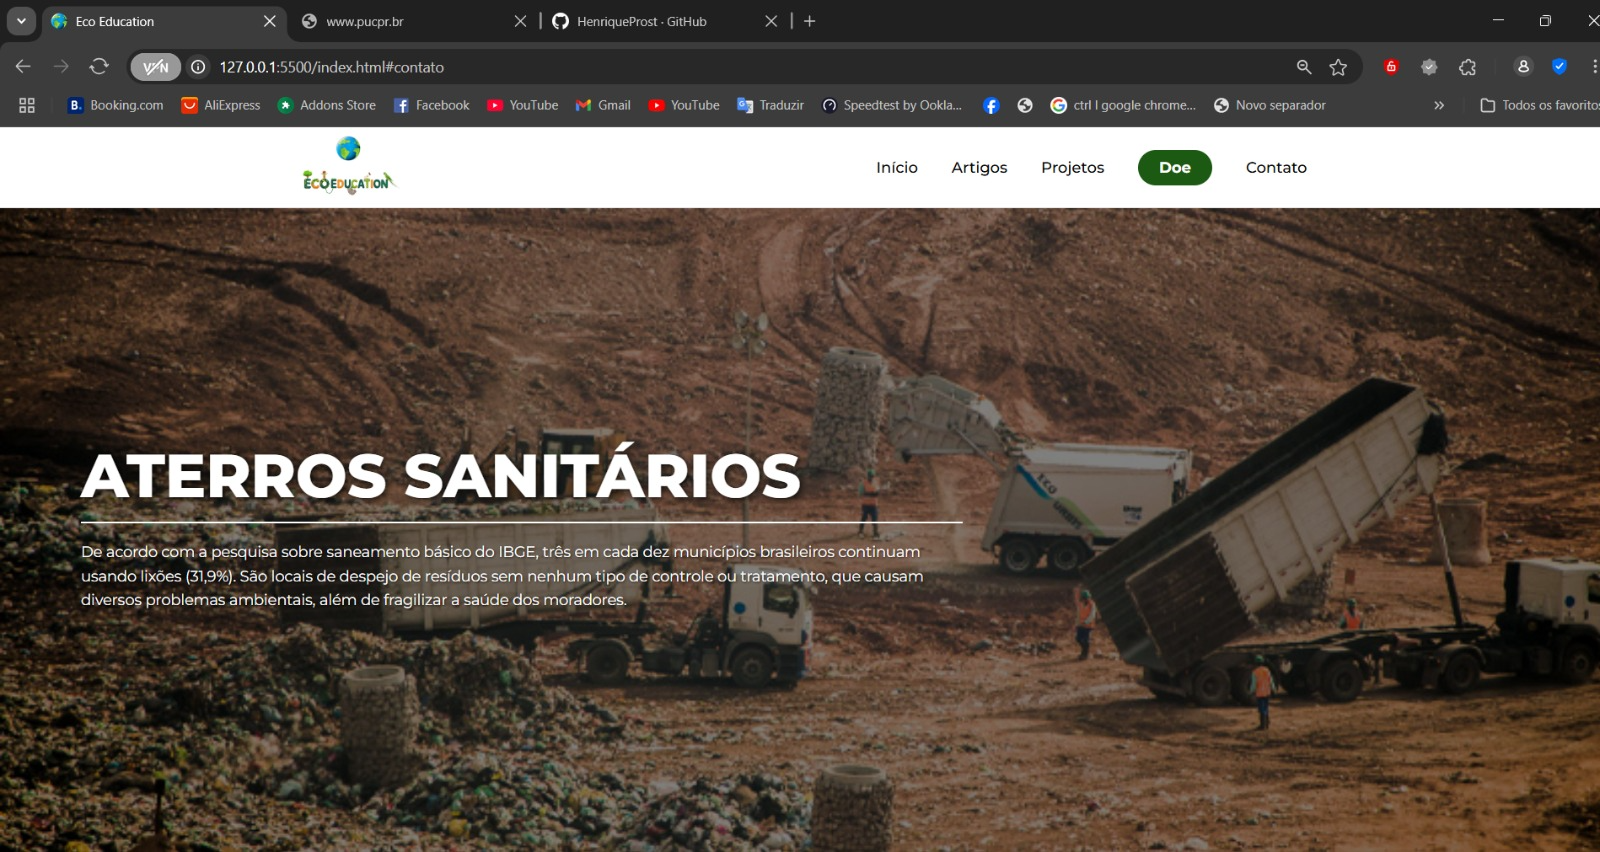 Eco Education
www.pucpr.br
HenriqueProst · GitHub
VPN
127.0.0.1:5500/index.html#contato
B. Booking.com
AliExpress
Addons Store
Facebook
YouTube
Gmail
YouTube
Traduzir
Speedtest by Ookla...
ctrl l google chrome...
Novo separador
»
Todos os favoritos
ECOEDUCATION
Início
Artigos
Projetos
Doe
Contato
ATERROS SANITÁRIOS
De acordo com a pesquisa sobre saneamento básico do IBGE, três em cada dez municípios brasileiros continuam
usando lixões (31,9%). São locais de despejo de resíduos sem nenhum tipo de controle ou tratamento, que causam
diversos problemas ambientais, além de fragilizar a saúde dos moradores.
ECO